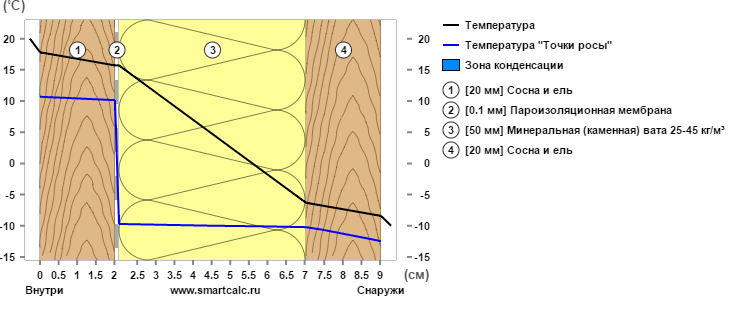 (°C)
20 20
15 15
10 10
5 5
0 0
-5 -5
-10 -10
-15 -15
1 2 3 4
0 0.5 1 1.5 2 2.5 3 3.5 4 4.5 5 5.5 6 6.5 7 7.5 8 8.5 9 (см)
Внутри www.smartcalc.ru Снаружи
Температура
Температура "Точки росы"
Зона конденсации
1 [20 мм] Сосна и ель
2 [0.1 мм] Пароизоляционная мембрана
3 [50 мм] Минеральная (каменная) вата 25-45 кг/м³
4 [20 мм] Сосна и ель